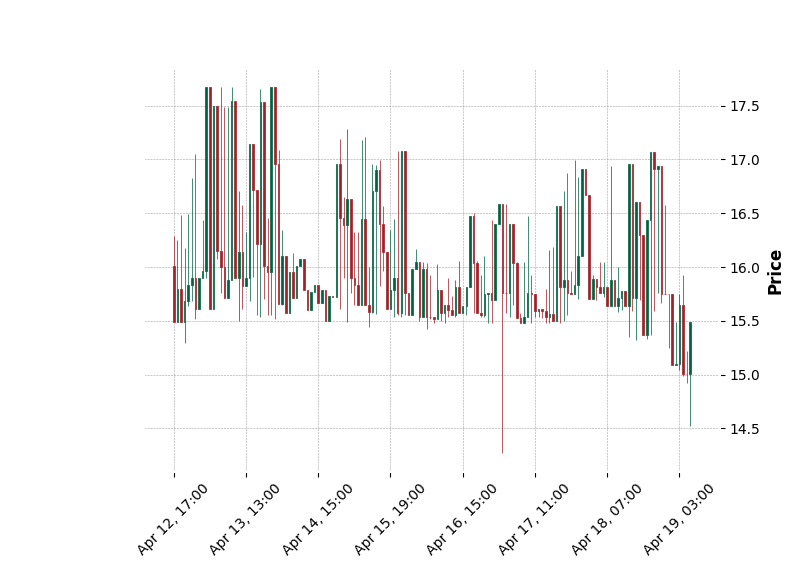 17.5
17.0
16.5
16.0
15.5
15.0
14.5
Price
Apr 12, 17:00
Apr 13, 13:00
Apr 14, 15:00
Apr 15, 19:00
Apr 16, 15:00
Apr 17, 11:00
Apr 18, 07:00
Apr 19, 03:00